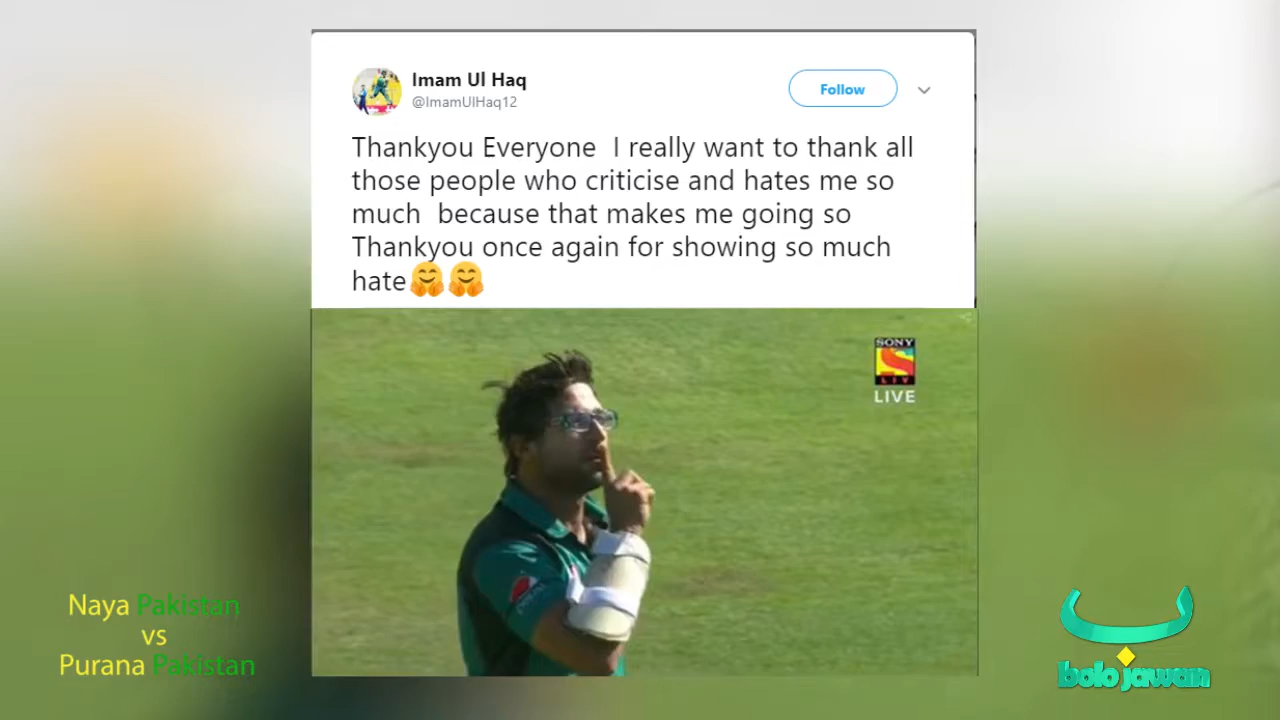 Imam Ul Haq
@ImamUlHaq12
Follow
Thankyou Everyone I really want to thank all
those people who criticise and hates me so
much because that makes me going so
Thankyou once again for showing so much
hate🤗🤗
SONY
LIV
LIVE
Naya Pakistan
vs
Purana Pakistan
ب
bolo jawan